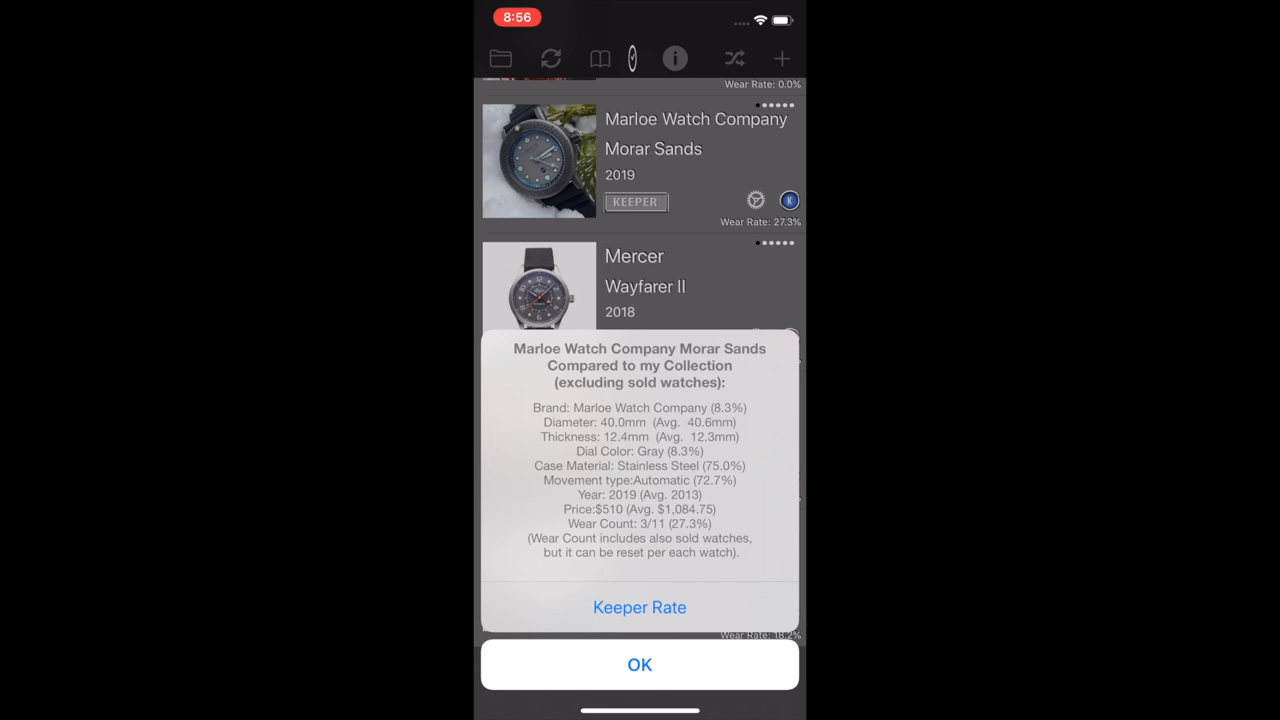 8:56
Wear Rate: 0.0%
Marloe Watch Company
Morar Sands
2019
KEEPER
K
Wear Rate: 27.3%
Mercer
Wayfarer II
2018
Marloe Watch Company Morar Sands
Compared to my Collection
(excluding sold watches):
Brand: Marloe Watch Company (8.3%)
Diameter: 40.0mm (Avg. 40.6mm)
Thickness: 12.4mm (Avg. 12.3mm)
Dial Color: Gray (8.3%)
Case Material: Stainless Steel (75.0%)
Movement type:Automatic (72.7%)
Year: 2019 (Avg. 2013)
Price:$510 (Avg. $1,084.75)
Wear Count: 3/11 (27.3%)
(Wear Count includes also sold watches,
but it can be reset per each watch).
Keeper Rate
Wear Rate: 18.2%
OK